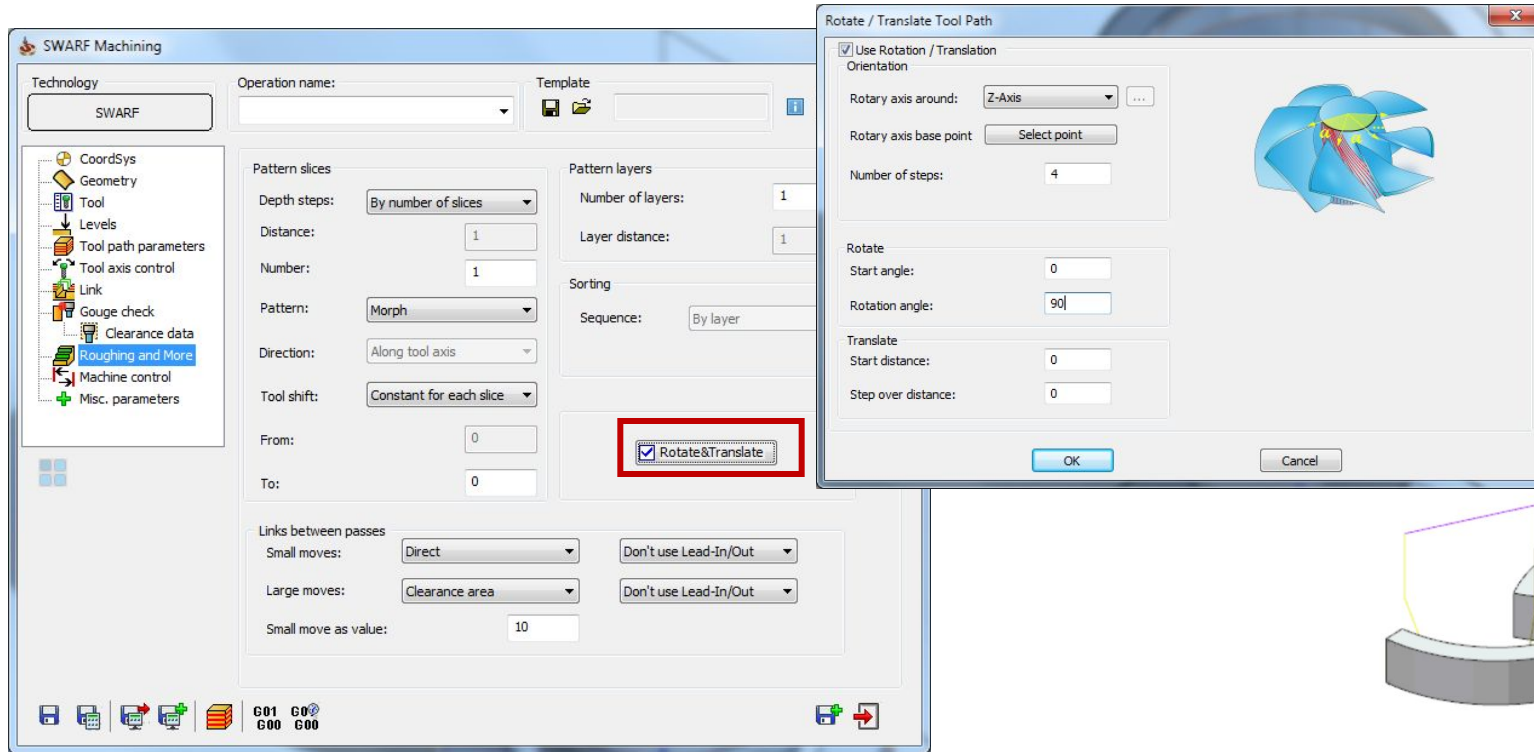 SWARF Machining
Technology
SWARF
Operation name:
Template
CoordSys
Geometry
Tool
Levels
Tool path parameters
Tool axis control
Link
Gouge check
Clearance data
Roughing and More
Machine control
Misc. parameters
Pattern slices
Depth steps: By number of slices
Distance: 1
Number: 1
Pattern: Morph
Direction: Along tool axis
Tool shift: Constant for each slice
From: 0
To: 0
Pattern layers
Number of layers: 1
Layer distance: 1
Sorting
Sequence: By layer
Rotate&Translate
Links between passes
Small moves: Direct Don't use Lead-In/Out
Large moves: Clearance area Don't use Lead-In/Out
Small move as value: 10
G01 G0
G00 G00
Rotate / Translate Tool Path
Use Rotation / Translation
Orientation
Rotary axis around: Z-Axis ...
Rotary axis base point Select point
Number of steps: 4
Rotate
Start angle: 0
Rotation angle: 90
Translate
Start distance: 0
Step over distance: 0
OK Cancel